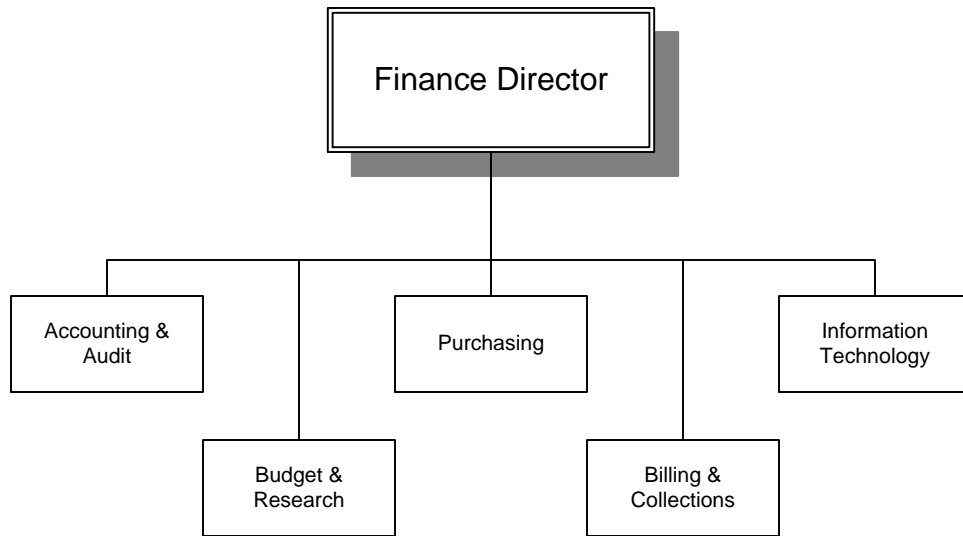 Finance Director
Accounting &
Audit
Purchasing
Information
Technology
Budget &
Research
Billing &
Collections